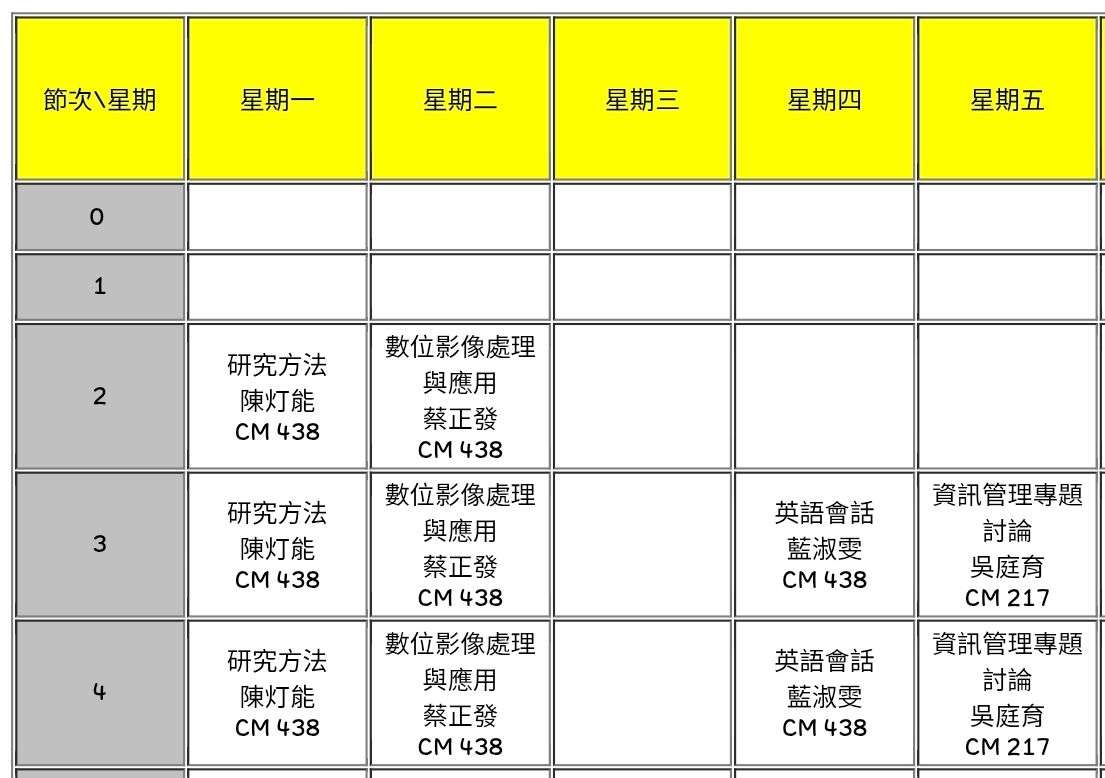 節次\星期 星期一 星期二 星期三 星期四 星期五
0
1
2
研究方法
陳灯能
CM 438
數位影像處理
與應用
蔡正發
CM 438
3
研究方法
陳灯能
CM 438
數位影像處理
與應用
蔡正發
CM 438
英語會話
藍淑雯
CM 438
資訊管理專題
討論
吳庭育
CM 217
4
研究方法
陳灯能
CM 438
數位影像處理
與應用
蔡正發
CM 438
英語會話
藍淑雯
CM 438
資訊管理專題
討論
吳庭育
CM 217